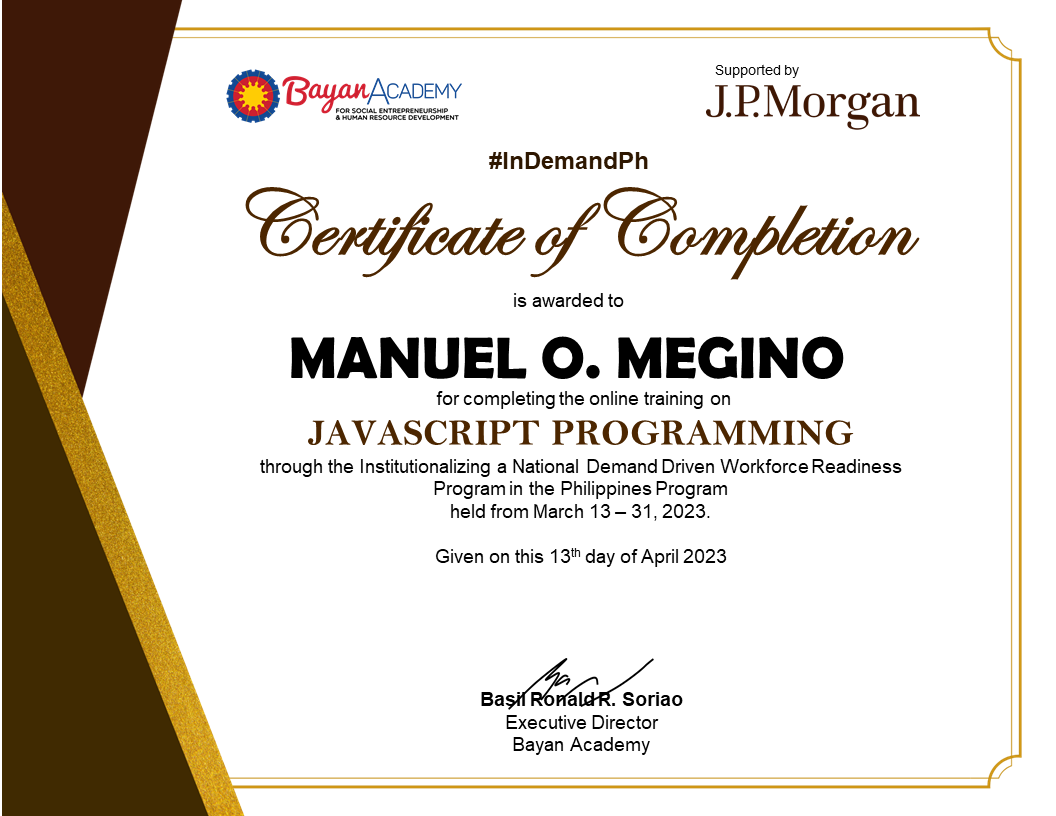 Bayan ACADEMY
FOR SOCIAL ENTREPRENEURSHIP
& HUMAN RESOURCE DEVELOPMENT
Supported by
J.P.Morgan
#InDemandPh
Certificate of Completion
is awarded to
MANUEL O. MEGINO
for completing the online training on
JAVASCRIPT PROGRAMMING
through the Institutionalizing a National Demand Driven Workforce Readiness
Program in the Philippines Program
held from March 13 – 31, 2023.
Given on this 13th day of April 2023
Basil Ronald R. Soriao
Executive Director
Bayan Academy